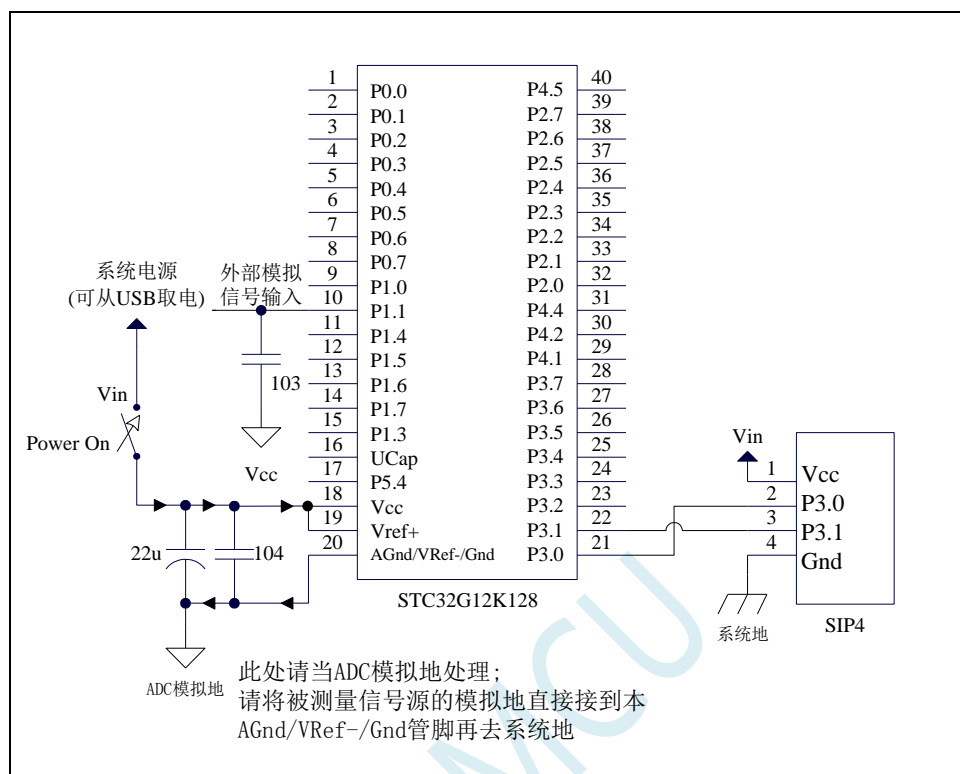 1
P0.0
2
P0.1
3
P0.2
4
P0.3
5
P0.4
6
P0.5
7
P0.6
8
P0.7
9
P1.0
10
P1.1
11
P1.4
12
P1.5
13
P1.6
14
P1.7
15
P1.3
16
UCap
17
P5.4
18
Vcc
19
Vref+
20
AGnd/VRef-/Gnd
40
P4.5
39
P2.7
38
P2.6
37
P2.5
36
P2.4
35
P2.3
34
P2.2
33
P2.1
32
P2.0
31
P4.4
30
P4.2
29
P4.1
28
P3.7
27
P3.6
26
P3.5
25
P3.4
24
P3.3
23
P3.2
22
P3.1
21
P3.0
STC32G12K128
系统电源
(可从USB取电)
外部模拟
信号输入
103
Vin
Power On
Vcc
22u
104
ADC模拟地
Vin
1
Vcc
2
P3.0
3
P3.1
4
Gnd
系统地
SIP4
此处请当ADC模拟地处理;
请将被测量信号源的模拟地直接接到本
AGnd/VRef-/Gnd管脚再去系统地
MCU